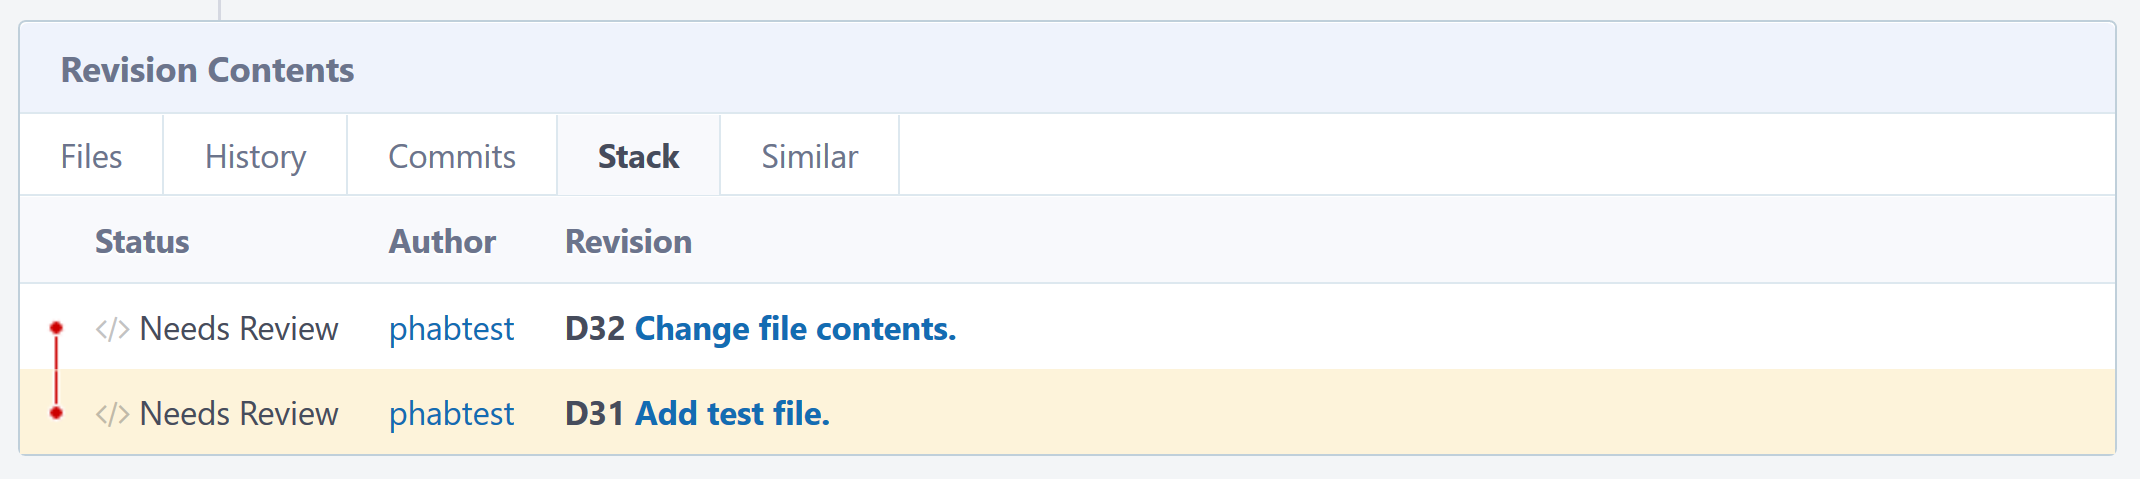 Revision Contents
Files History Commits Stack Similar
Status Author Revision
</> Needs Review phabtest D32 Change file contents.
</> Needs Review phabtest D31 Add test file.